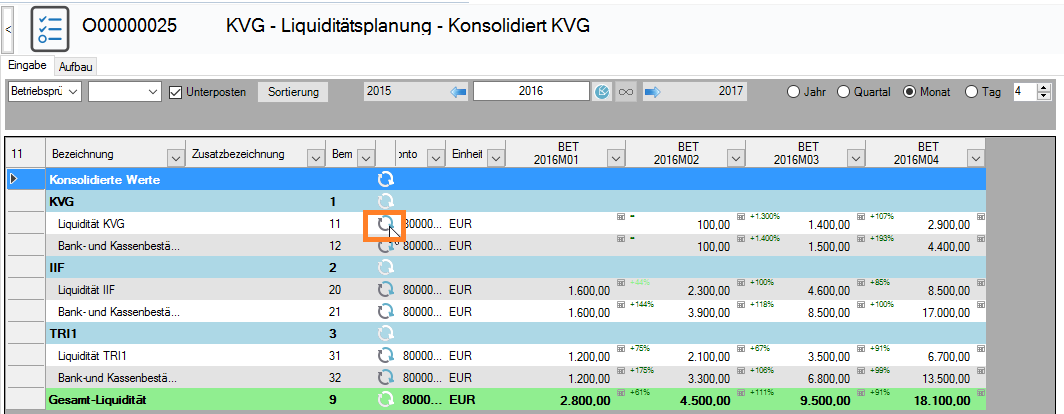 O00000025 KVG - Liquiditätsplanung - Konsolidiert KVG
Eingabe Aufbau
Betriebsprü Unterposten Sortierung 2015 2016 2017 Jahr Quartal Monat Tag 4
11 Bezeichnung Zusatzbezeichnung Bem onto Einheit BET 2016M01 BET 2016M02 BET 2016M03 BET 2016M04
Konsolidierte Werte
KVG 1
Liquidität KVG 11 80000... EUR - 100,00 +1.300% 1.400,00 +107% 2.900,00
Bank- und Kassenbestä... 12 80000... EUR - 100,00 +1.400% 1.500,00 +193% 4.400,00
IIF 2
Liquidität IIF 20 80000... EUR 1.600,00 +44% 2.300,00 +100% 4.600,00 +85% 8.500,00
Bank- und Kassenbestä... 21 80000... EUR 1.600,00 +144% 3.900,00 +118% 8.500,00 +100% 17.000,00
TRI1 3
Liquidität TRI1 31 80000... EUR 1.200,00 +75% 2.100,00 +67% 3.500,00 +91% 6.700,00
Bank-und Kassenbestä... 32 80000... EUR 1.200,00 +175% 3.300,00 +106% 6.800,00 +99% 13.500,00
Gesamt-Liquidität 9 8000... EUR 2.800,00 +61% 4.500,00 +111% 9.500,00 +91% 18.100,00